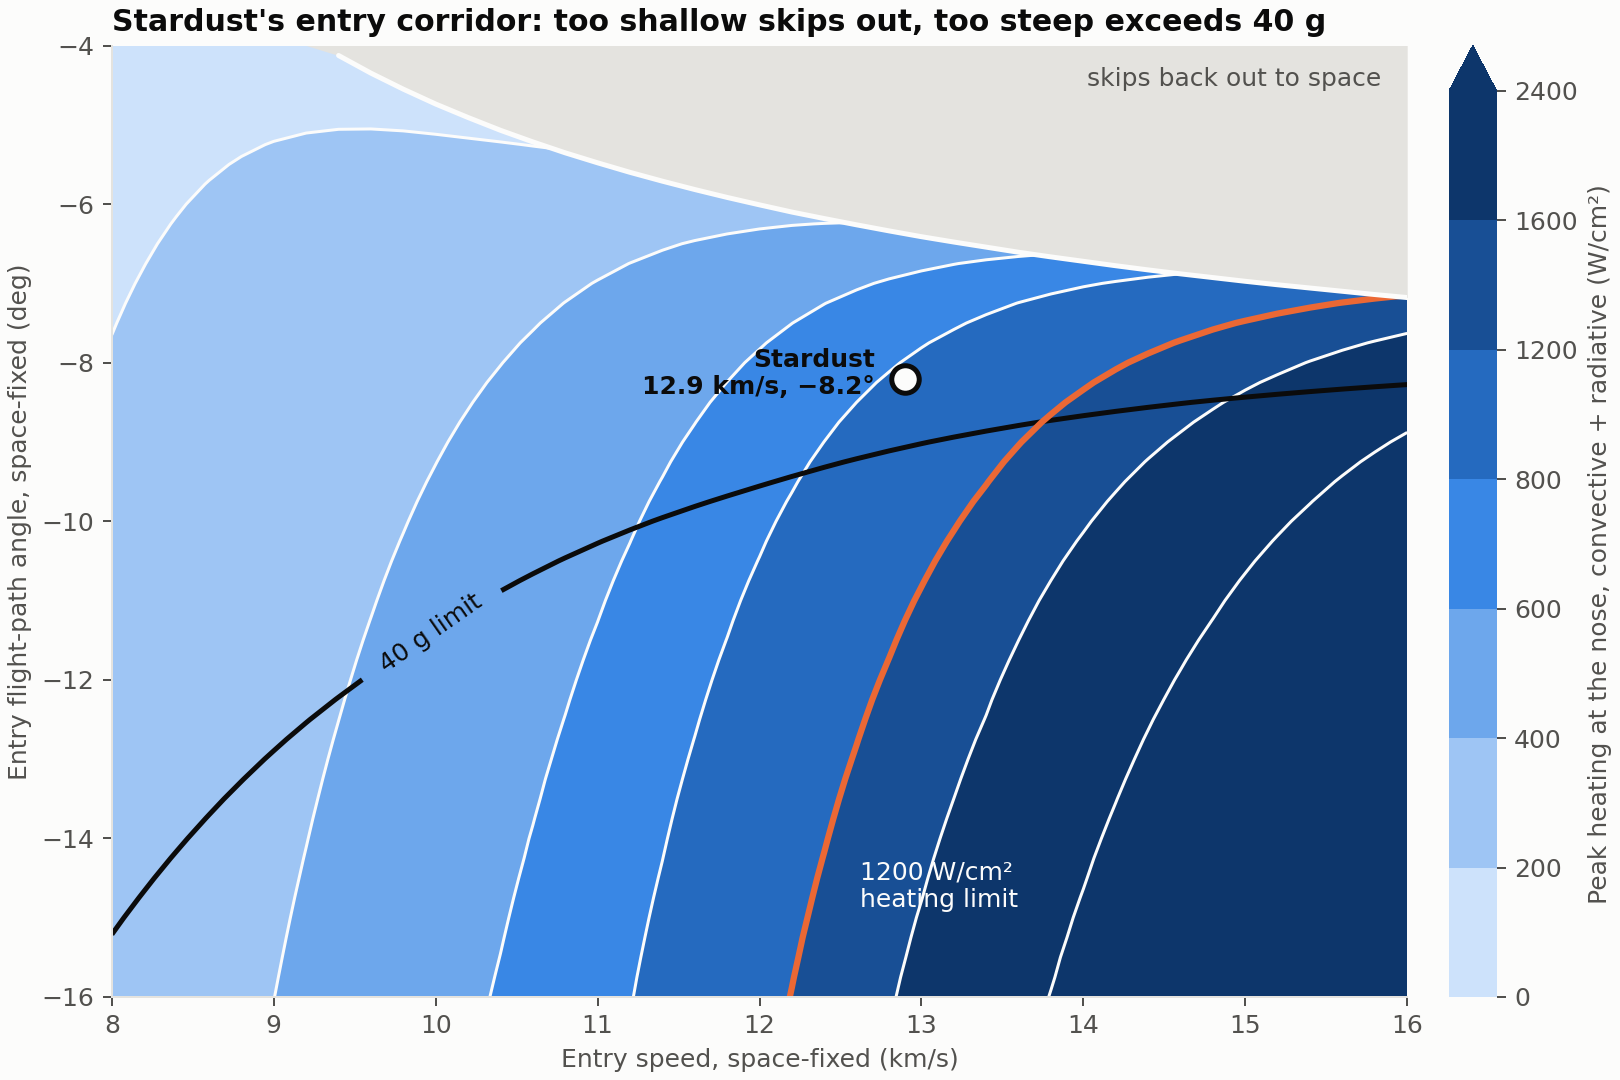 Stardust's entry corridor: too shallow skips out, too steep exceeds 40 g
skips back out to space
Stardust
12.9 km/s, −8.2°
40 g limit
1200 W/cm²
heating limit
Entry flight-path angle, space-fixed (deg)
−4
−6
−8
−10
−12
−14
−16
8
9
10
11
12
13
14
15
16
Entry speed, space-fixed (km/s)
2400
1600
1200
800
600
400
200
0
Peak heating at the nose, convective + radiative (W/cm²)